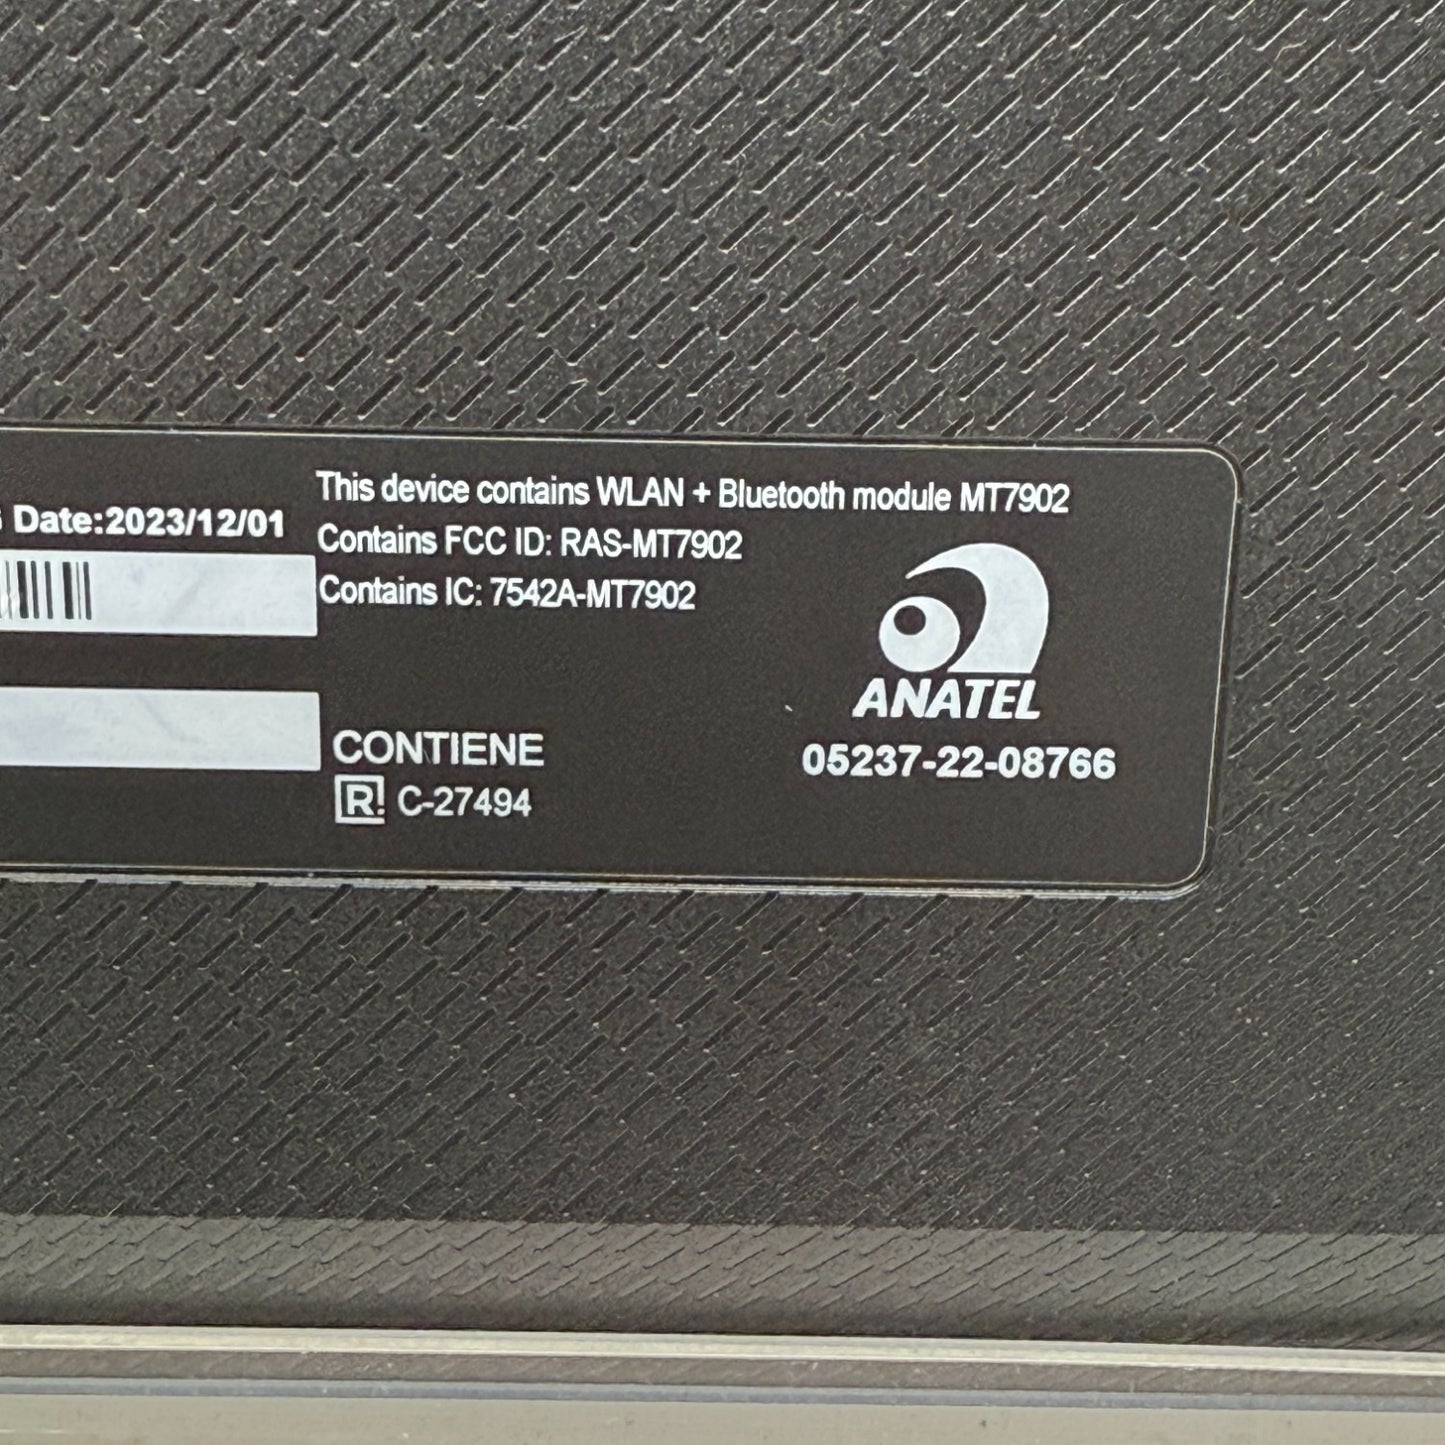 Date:2023/12/01
This device contains WLAN + Bluetooth module MT7902
Contains FCC ID: RAS-MT7902
Contains IC: 7542A-MT7902
CONTIENE
R! C-27494
ANATEL
05237-22-08766